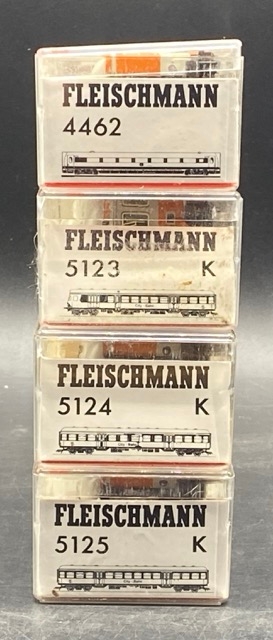 FLEISCHMANN
4462
FLEISCHMANN
5123 K
FLEISCHMANN
5124 K
FLEISCHMANN
5125 K